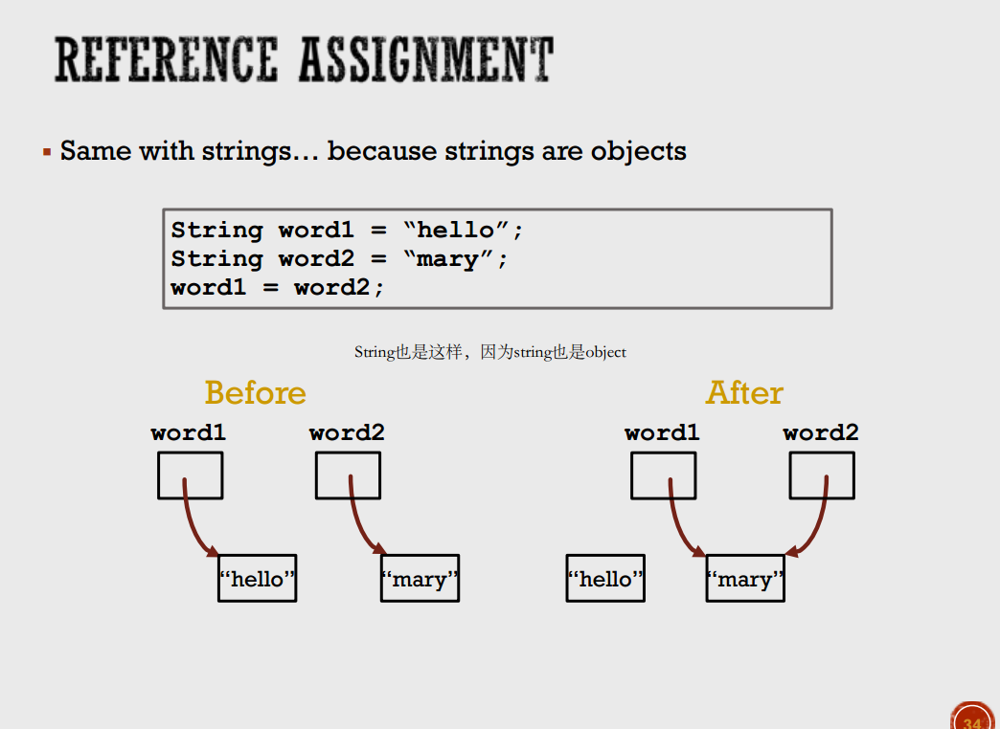 REFERENCE ASSIGNMENT
Same with strings… because strings are objects
String word1 = “hello”;
String word2 = “mary”;
word1 = word2;
String也是这样，因为string也是object
Before After
word1 word2 word1 word2
“hello” “mary” “hello” “mary”
34